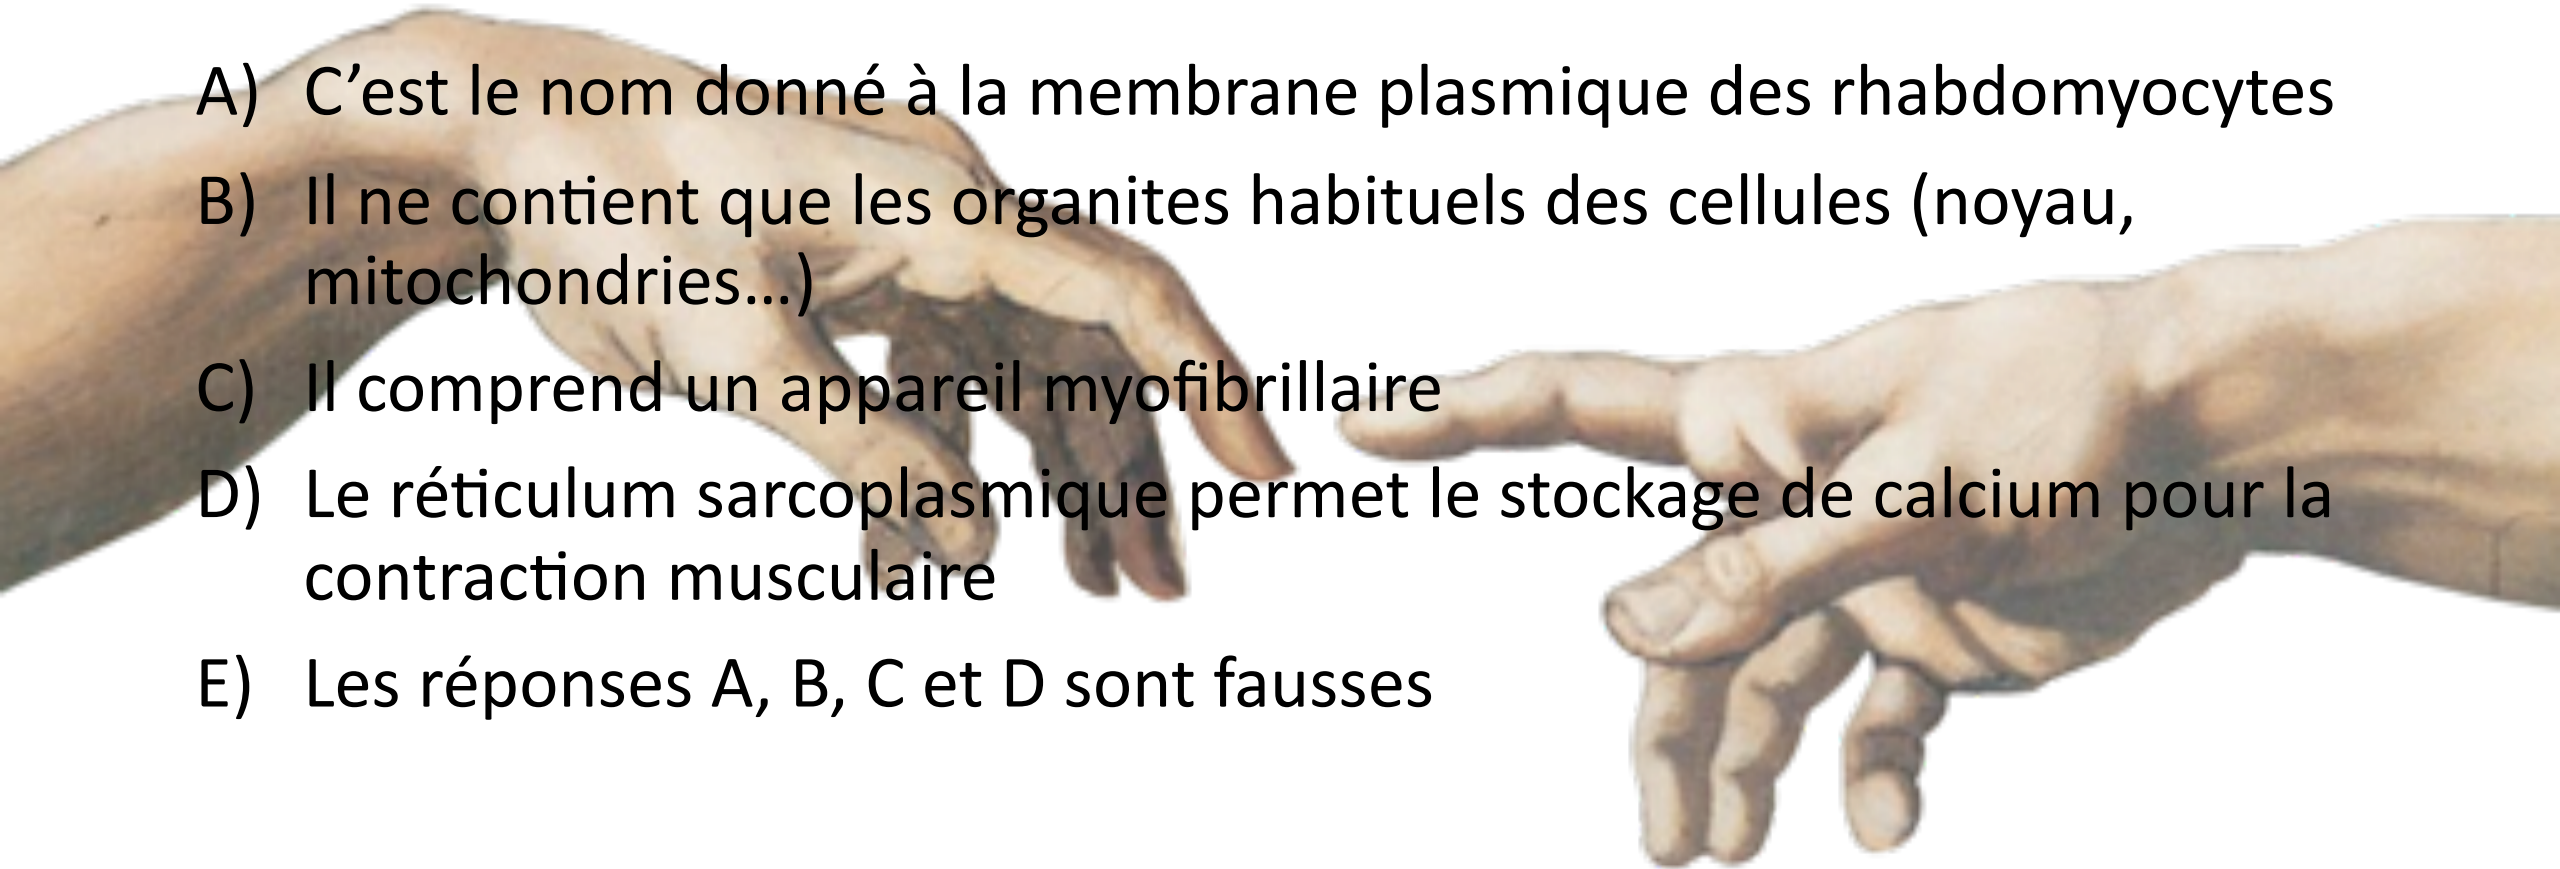 A) C’est le nom donné à la membrane plasmique des rhabdomyocytes
B) Il ne contient que les organites habituels des cellules (noyau,
mitochondries…)
C) Il comprend un appareil myofibrillaire
D) Le réticulum sarcoplasmique permet le stockage de calcium pour la
contraction musculaire
E) Les réponses A, B, C et D sont fausses